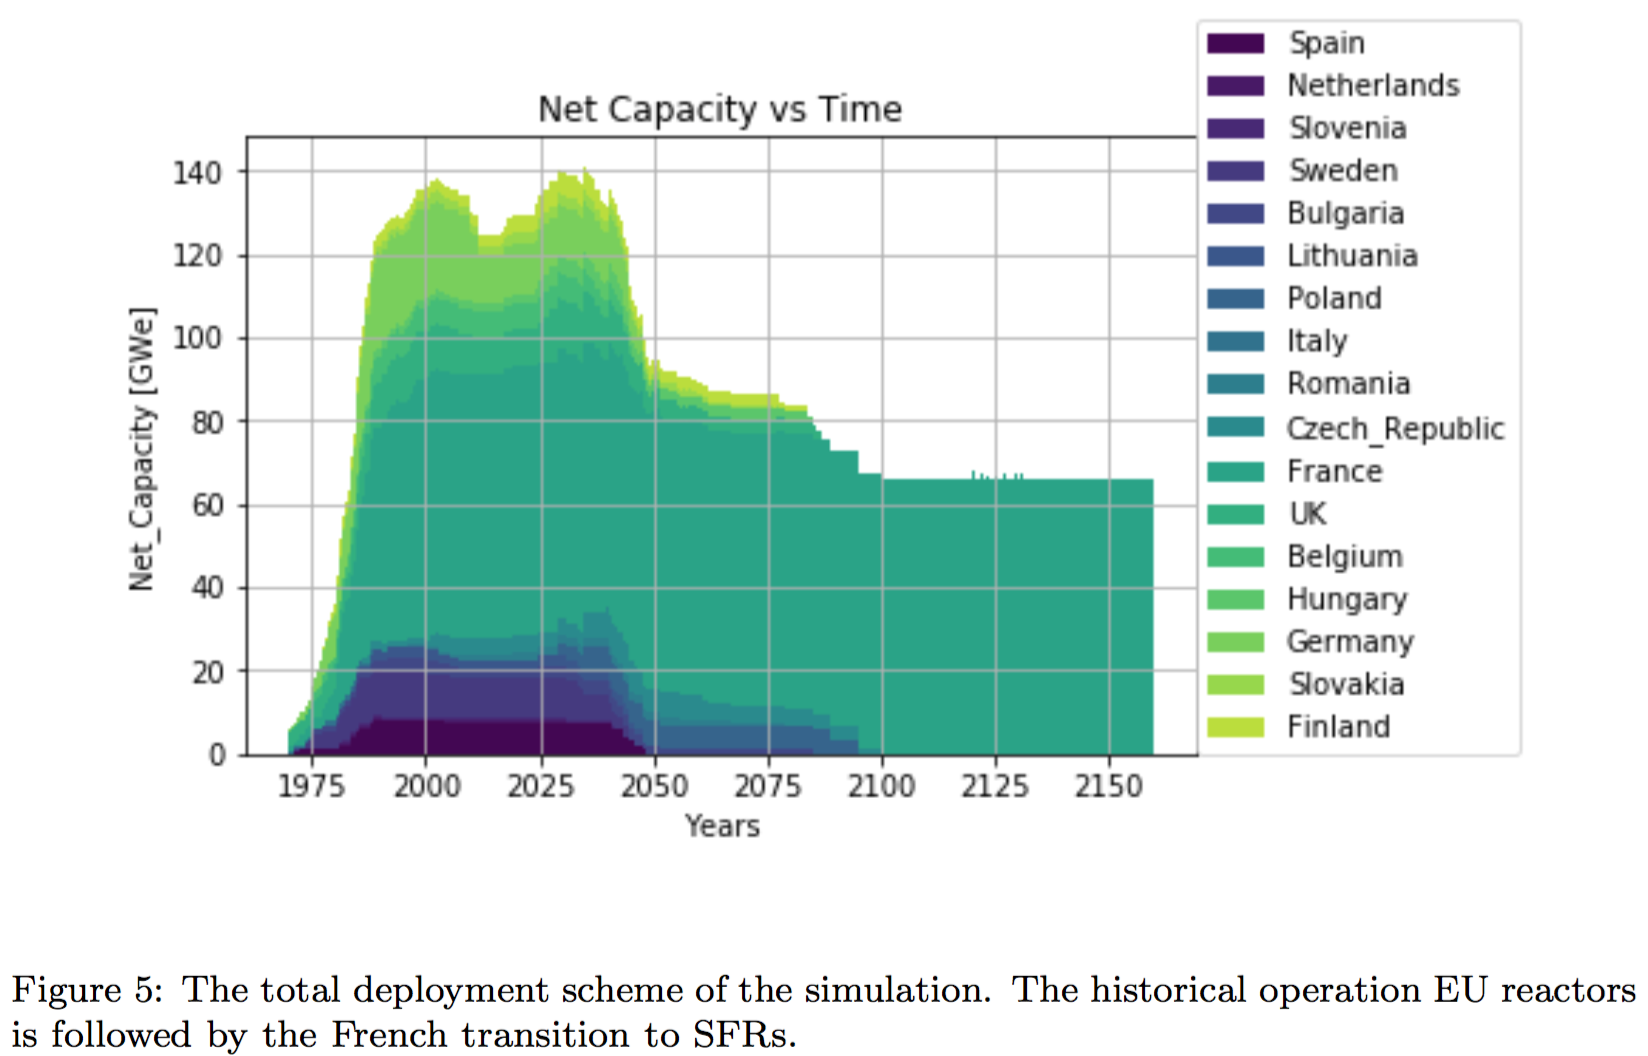 Net Capacity vs Time
Net_Capacity [GWe]
140
120
100
80
60
40
20
0
1975 2000 2025 2050 2075 2100 2125 2150
Years
Spain
Netherlands
Slovenia
Sweden
Bulgaria
Lithuania
Poland
Italy
Romania
Czech_Republic
France
UK
Belgium
Hungary
Germany
Slovakia
Finland
Figure 5: The total deployment scheme of the simulation. The historical operation EU reactors
is followed by the French transition to SFRs.